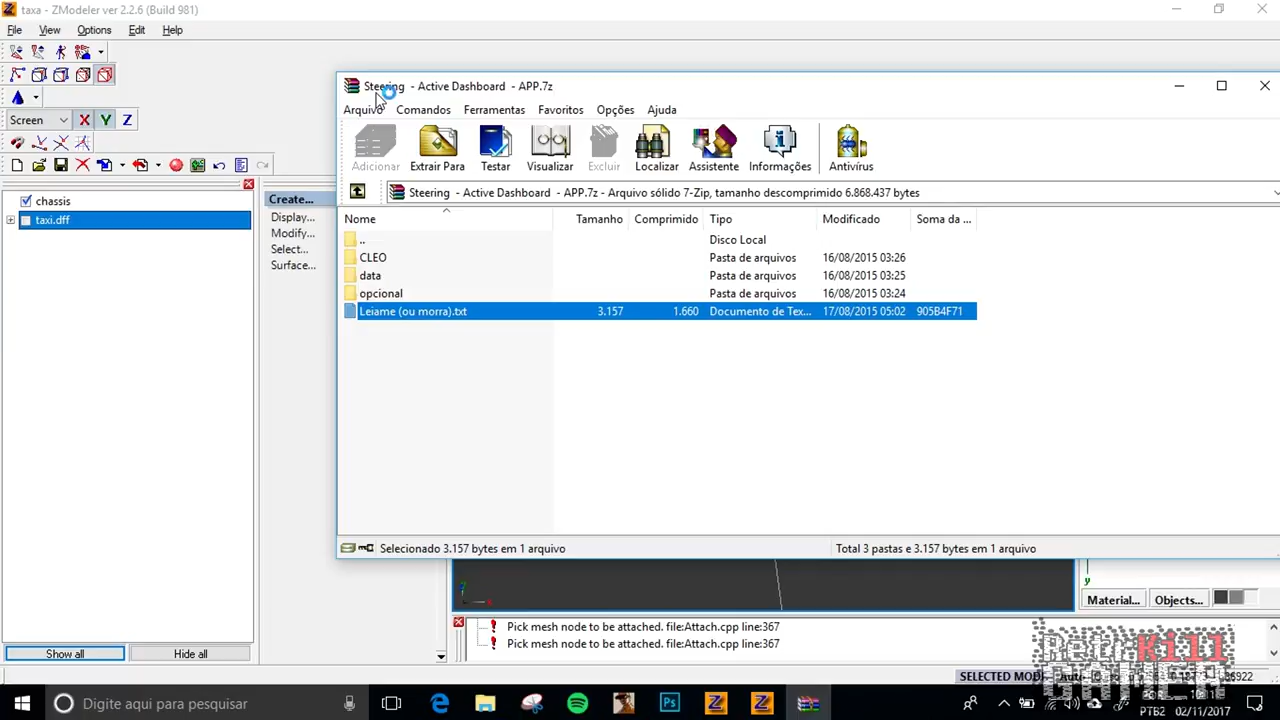 taxa - ZModeler ver 2.2.6 (Build 981)
File View Options Edit Help
Screen X Y Z
chassis
taxi.dff
Create...
Display...
Modify...
Select...
Surface...
Show all Hide all
Steering - Active Dashboard - APP.7z
Arquivo Comandos Ferramentas Favoritos Opções Ajuda
Adicionar Extrair Para Testar Visualizar Excluir Localizar Assistente Informações Antivírus
Steering - Active Dashboard - APP.7z - Arquivo sólido 7-Zip, tamanho descomprimido 6.868.437 bytes
Nome Tamanho Comprimido Tipo Modificado Soma da ...
.. Disco Local
CLEO Pasta de arquivos 16/08/2015 03:26
data Pasta de arquivos 16/08/2015 03:25
opcional Pasta de arquivos 16/08/2015 03:24
Leiame (ou morra).txt 3.157 1.660 Documento de Tex... 17/08/2015 05:02 905B4F71
Selecionado 3.157 bytes em 1 arquivo Total 3 pastas e 3.157 bytes em 1 arquivo
z x
y
Material... Objects...
Pick mesh node to be attached. file:Attach.cpp line:367
Pick mesh node to be attached. file:Attach.cpp line:367
RetrKill
GAMER
SELECTED MODE
Digite aqui para pesquisar
PTB2 02/11/2017